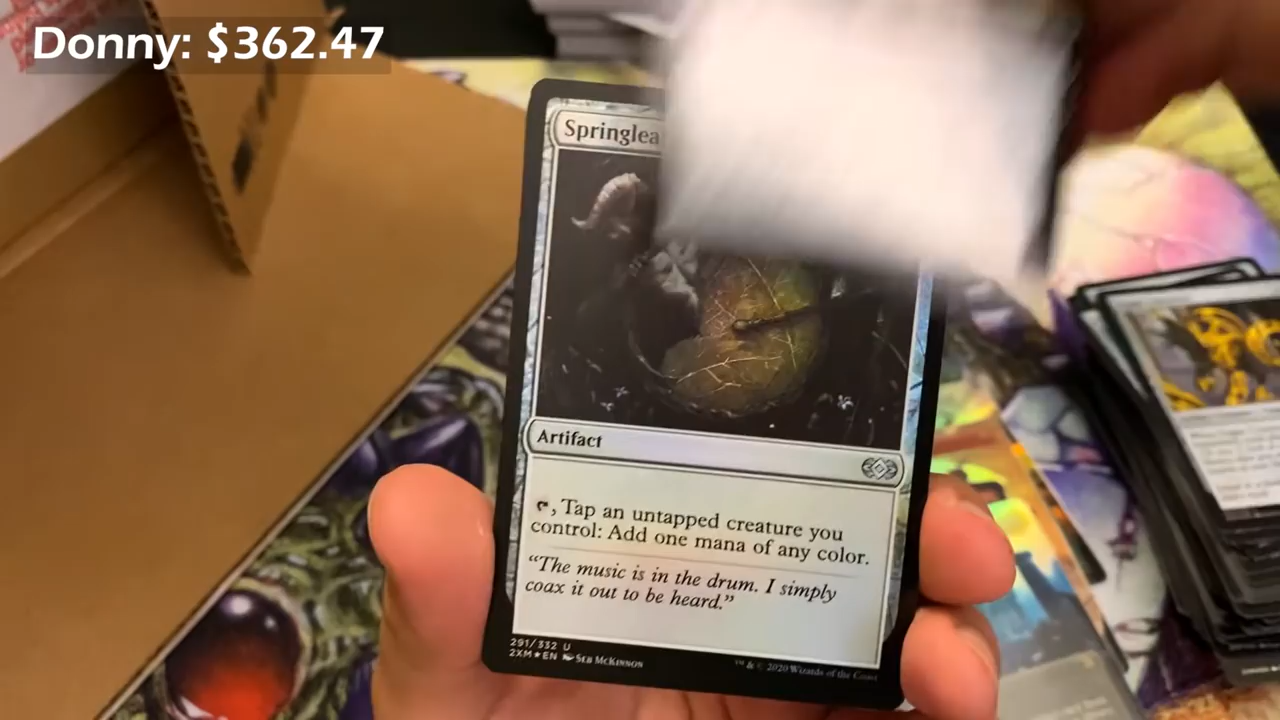 Donny: $362.47
Springlea
Artifact
, Tap an untapped creature you
control: Add one mana of any color.
“The music is in the drum. I simply
coax it out to be heard.”
291/332 U
2XM★EN Seb McKinnon
™ & © 2020 Wizards of the Coast